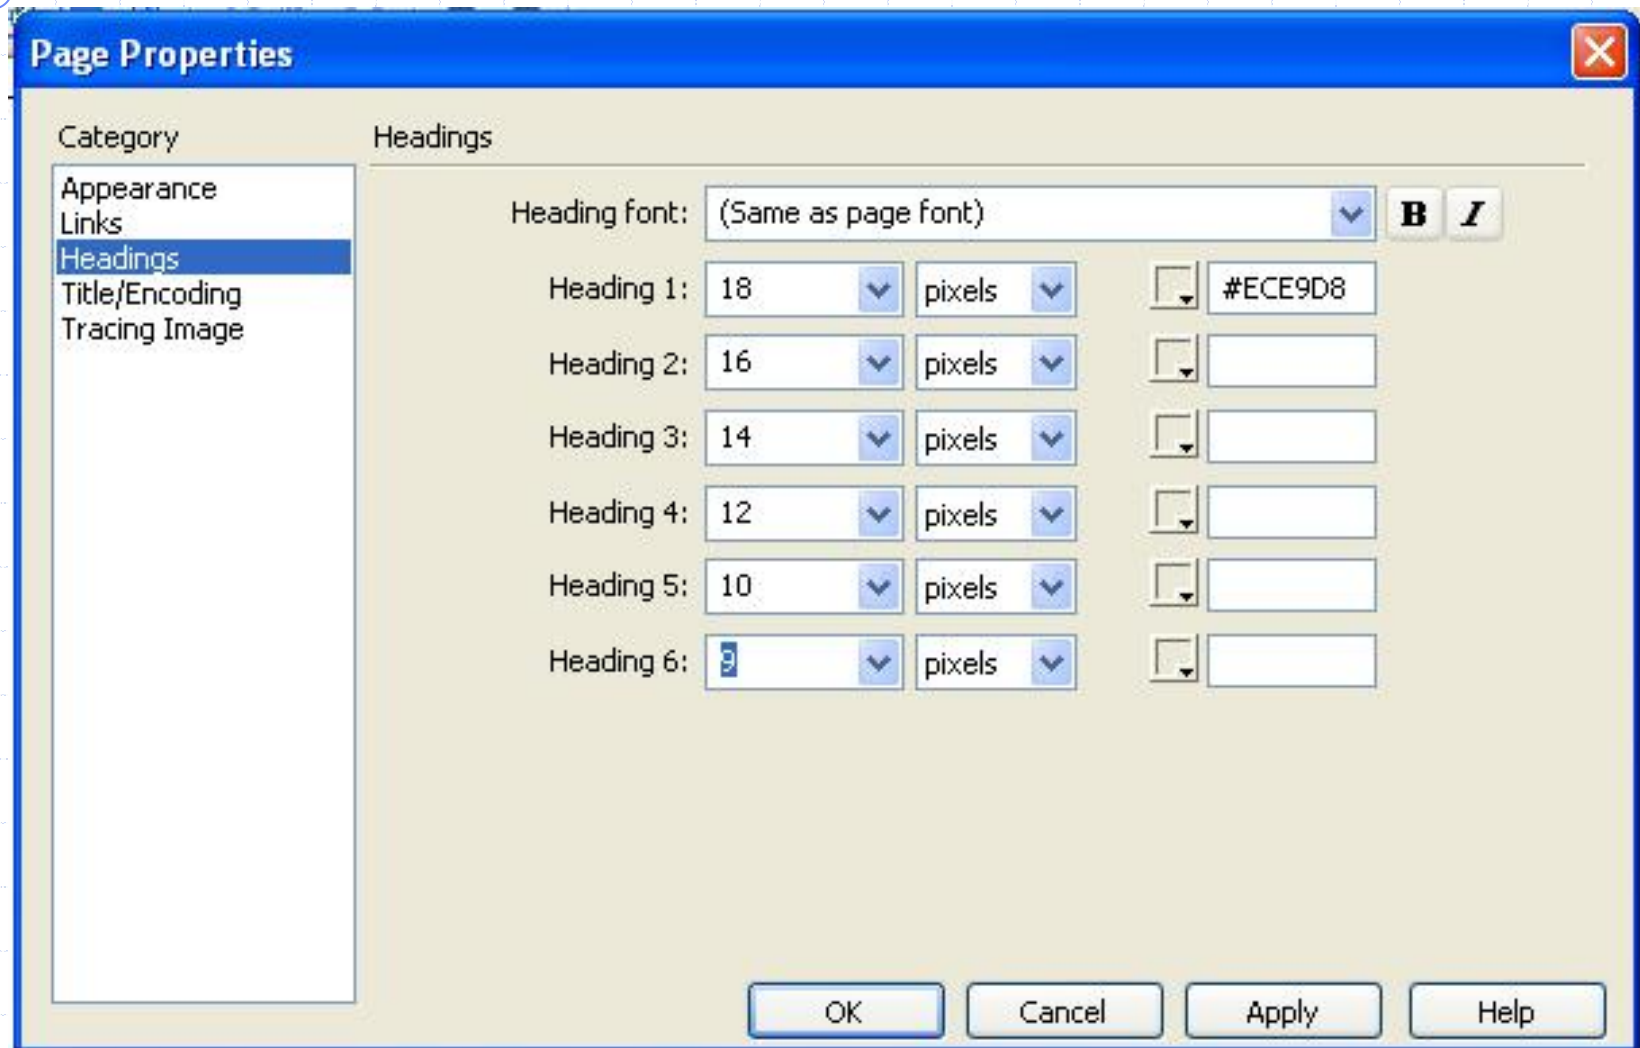 Page Properties
Category
Headings
Appearance
Links
Headings
Title/Encoding
Tracing Image
Heading font: (Same as page font) B I
Heading 1: 18 pixels #ECE9D8
Heading 2: 16 pixels
Heading 3: 14 pixels
Heading 4: 12 pixels
Heading 5: 10 pixels
Heading 6: 9 pixels
OK Cancel Apply Help